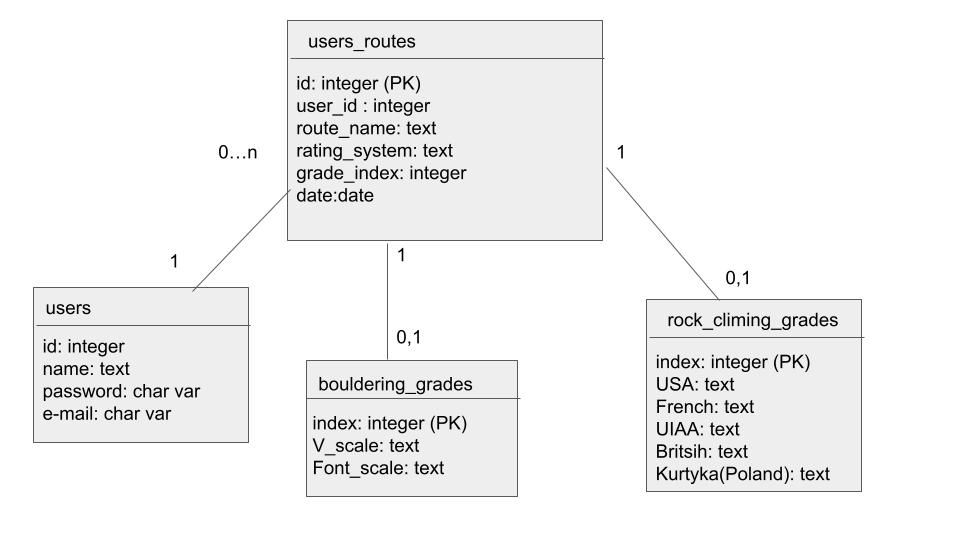 users_routes
id: integer (PK)
user_id : integer
route_name: text
rating_system: text
grade_index: integer
date:date
0…n
1
1
1
0,1
0,1
users
id: integer
name: text
password: char var
e-mail: char var
bouldering_grades
index: integer (PK)
V_scale: text
Font_scale: text
rock_climing_grades
index: integer (PK)
USA: text
French: text
UIAA: text
Britsih: text
Kurtyka(Poland): text